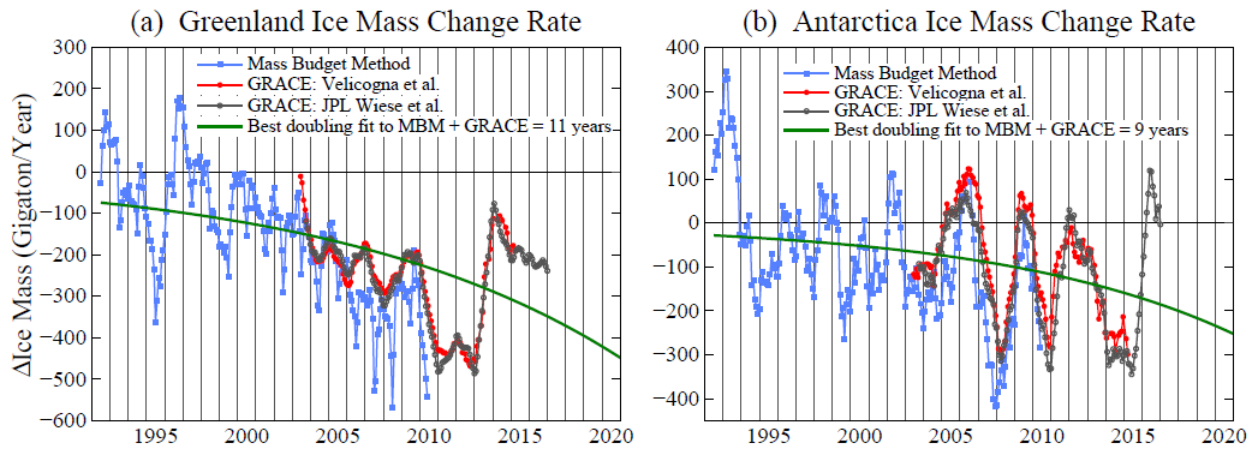 (a) Greenland Ice Mass Change Rate
300
200
100
0
−100
−200
−300
−400
−500
−600
ΔIce Mass (Gigaton/Year)
Mass Budget Method
GRACE: Velicogna et al.
GRACE: JPL Wiese et al.
Best doubling fit to MBM + GRACE = 11 years
1995 2000 2005 2010 2015 2020
(b) Antarctica Ice Mass Change Rate
400
300
200
100
0
−100
−200
−300
−400
Mass Budget Method
GRACE: Velicogna et al.
GRACE: JPL Wiese et al.
Best doubling fit to MBM + GRACE = 9 years
1995 2000 2005 2010 2015 2020